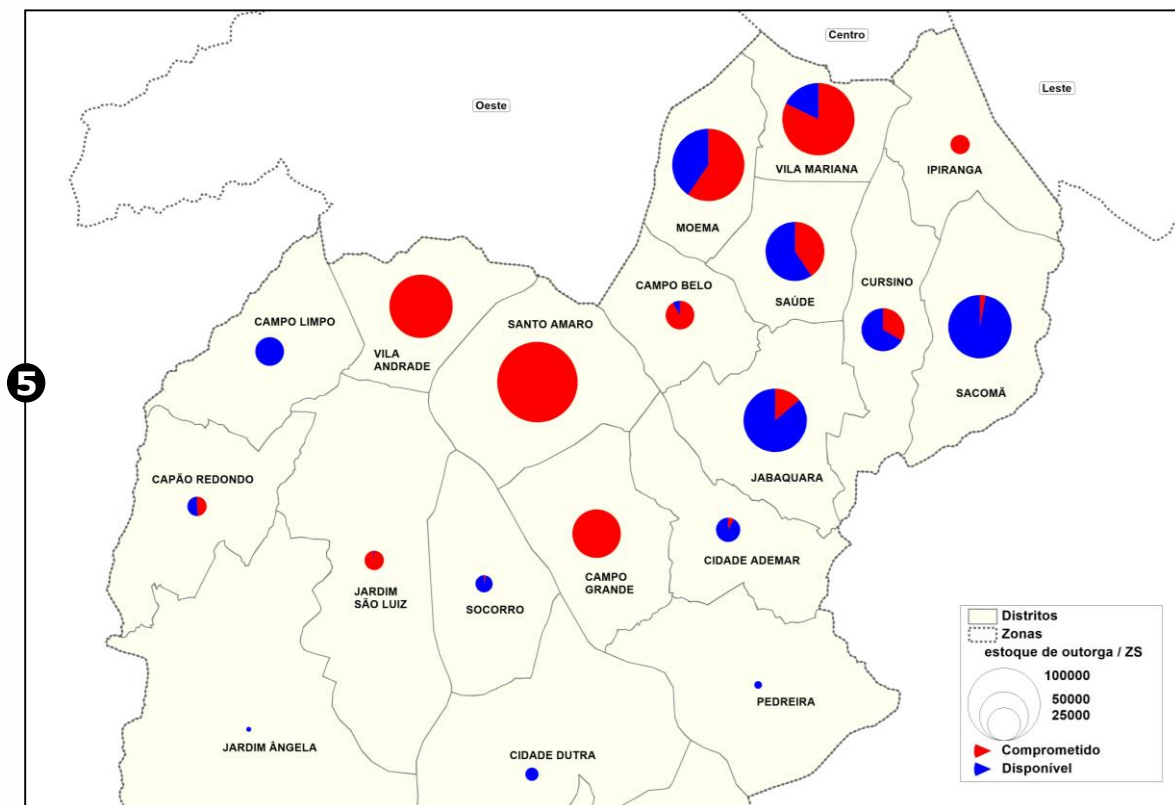 Centro
Leste
Oeste
VILA MARIANA
IPIRANGA
MOEMA
CAMPO BELO
SAÚDE
CURSINO
CAMPO LIMPO
SANTO AMARO
VILA
ANDRADE
5
SACOMÃ
CAPÃO REDONDO
JABAQUARA
CIDADE ADEMAR
JARDIM
SÃO LUIZ
SOCORRO
CAMPO
GRANDE
PEDREIRA
JARDIM ÂNGELA
CIDADE DUTRA
Distritos
Zonas
estoque de outorga / ZS
100000
50000
25000
Comprometido
Disponível